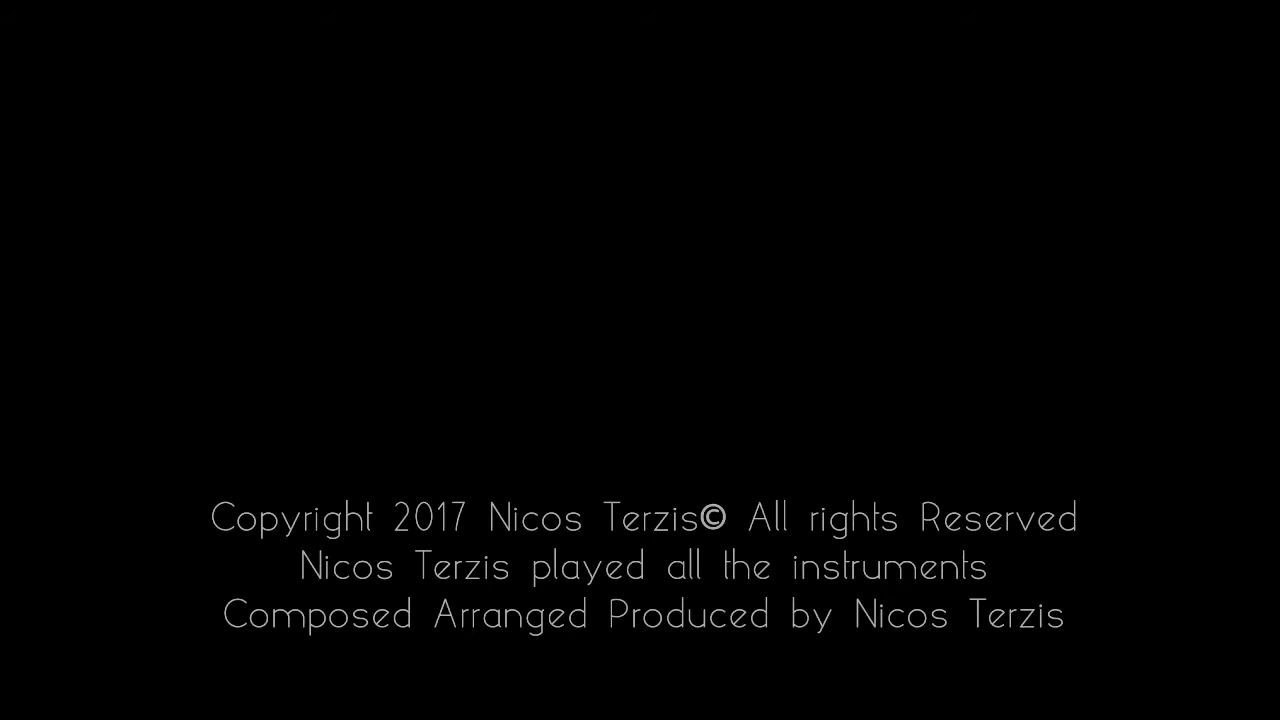 Copyright 2017 Nicos Terzis© All rights Reserved
Nicos Terzis played all the instruments
Composed Arranged Produced by Nicos Terzis